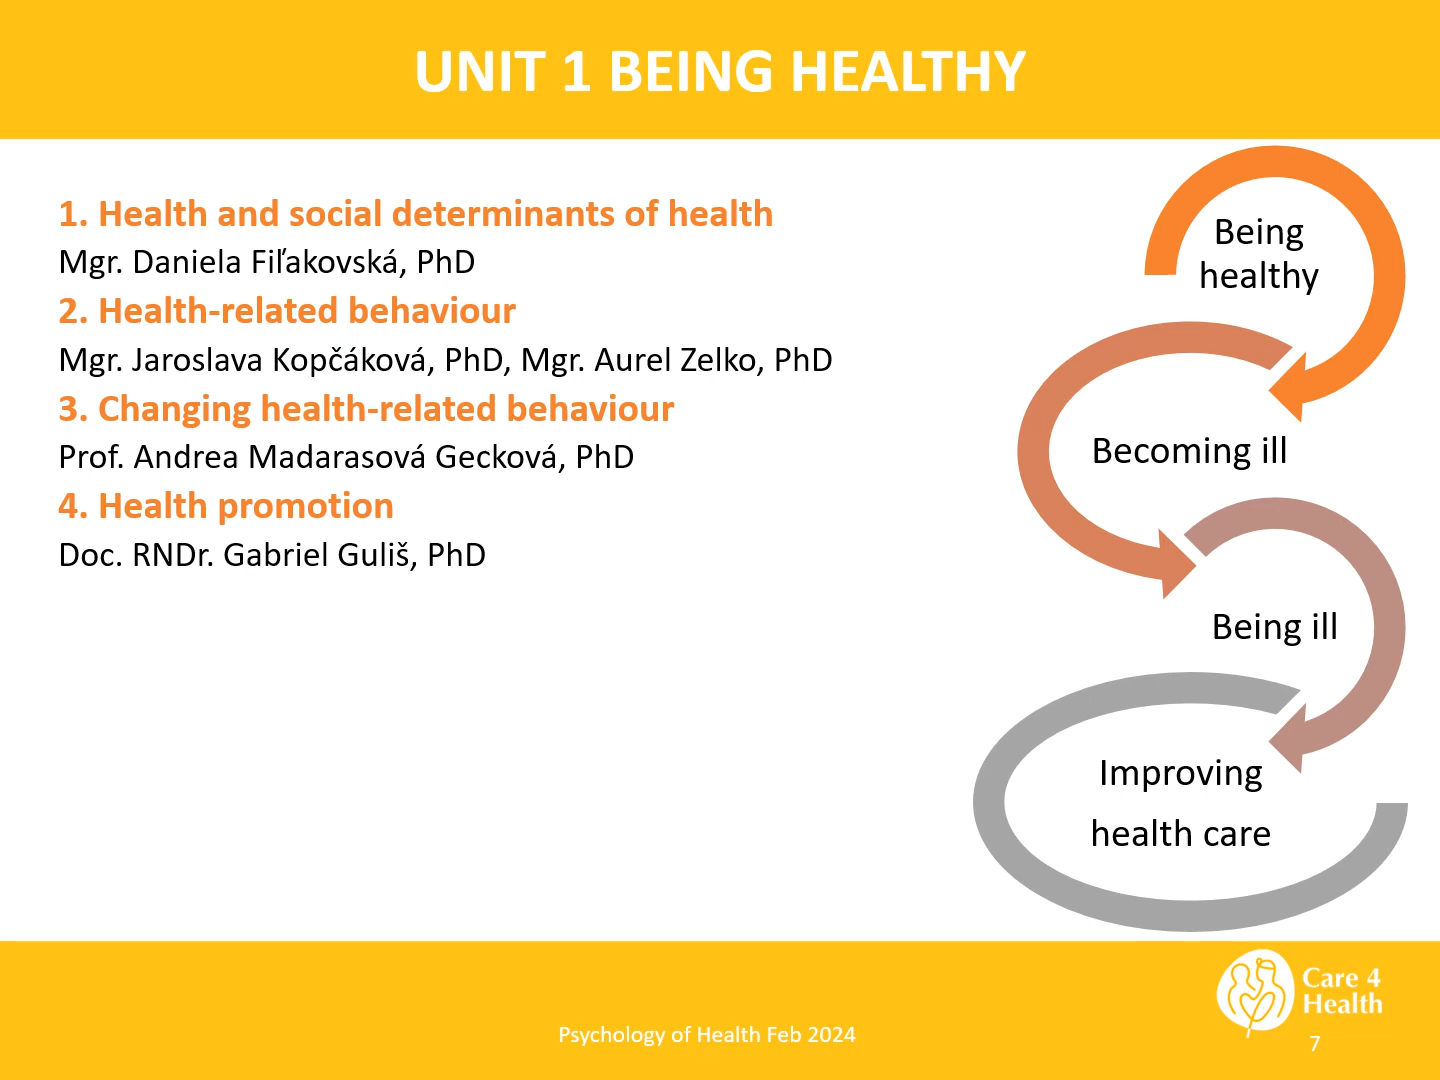 UNIT 1 BEING HEALTHY
1. Health and social determinants of health
Mgr. Daniela Fiľakovská, PhD
2. Health-related behaviour
Mgr. Jaroslava Kopčáková, PhD, Mgr. Aurel Zelko, PhD
3. Changing health-related behaviour
Prof. Andrea Madarasová Gecková, PhD
4. Health promotion
Doc. RNDr. Gabriel Guliš, PhD
Being
healthy
Becoming ill
Being ill
Improving
health care
Care 4
Health
Psychology of Health Feb 2024
7